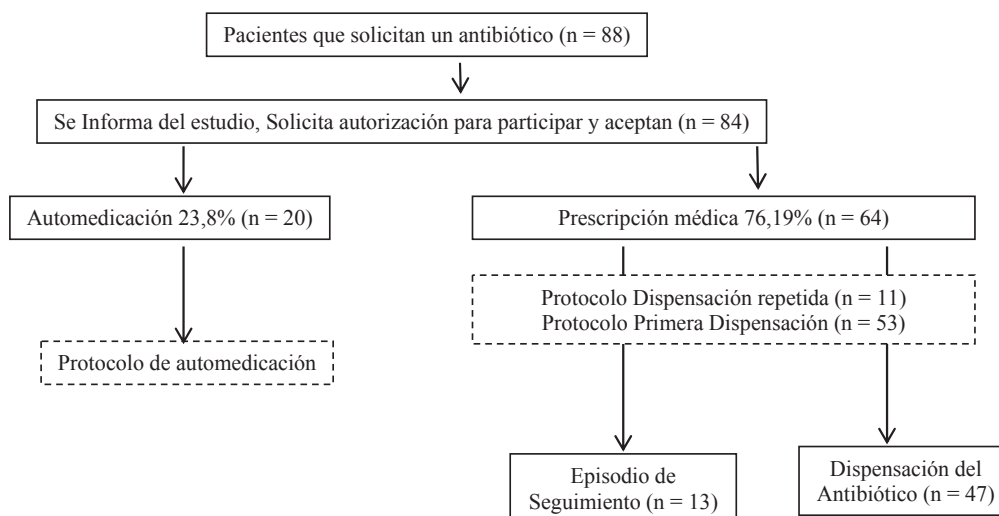 Pacientes que solicitan un antibiótico (n = 88)
Se Informa del estudio, Solicita autorización para participar y aceptan (n = 84)
Automedicación 23,8% (n = 20)
Prescripción médica 76,19% (n = 64)
Protocolo Dispensación repetida (n = 11)
Protocolo Primera Dispensación (n = 53)
Protocolo de automedicación
Episodio de
Seguimiento (n = 13)
Dispensación del
Antibiótico (n = 47)